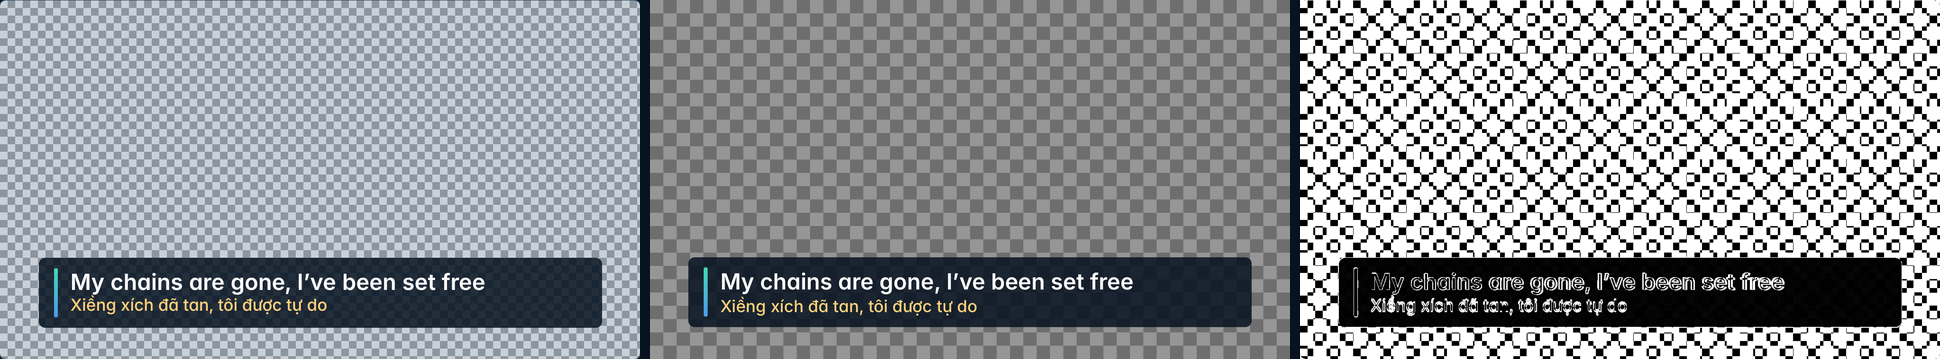 My chains are gone, I’ve been set free
Xiềng xích đã tan, tôi được tự do
My chains are gone, I’ve been set free
Xiềng xích đã tan, tôi được tự do
My chains are gone, I’ve been set free
Xiềng xích đã tan, tôi được tự do